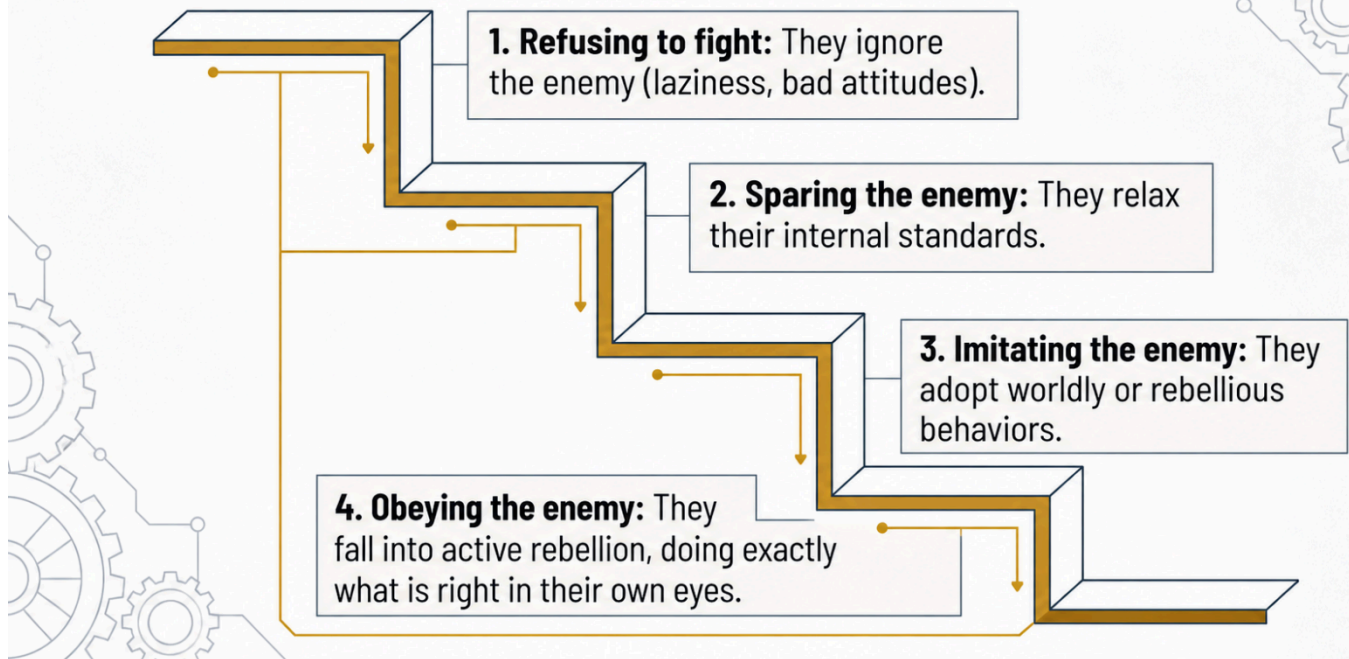 1. Refusing to fight: They ignore
the enemy (laziness, bad attitudes).
2. Sparing the enemy: They relax
their internal standards.
3. Imitating the enemy: They
adopt worldly or rebellious
behaviors.
4. Obeying the enemy: They
fall into active rebellion, doing exactly
what is right in their own eyes.